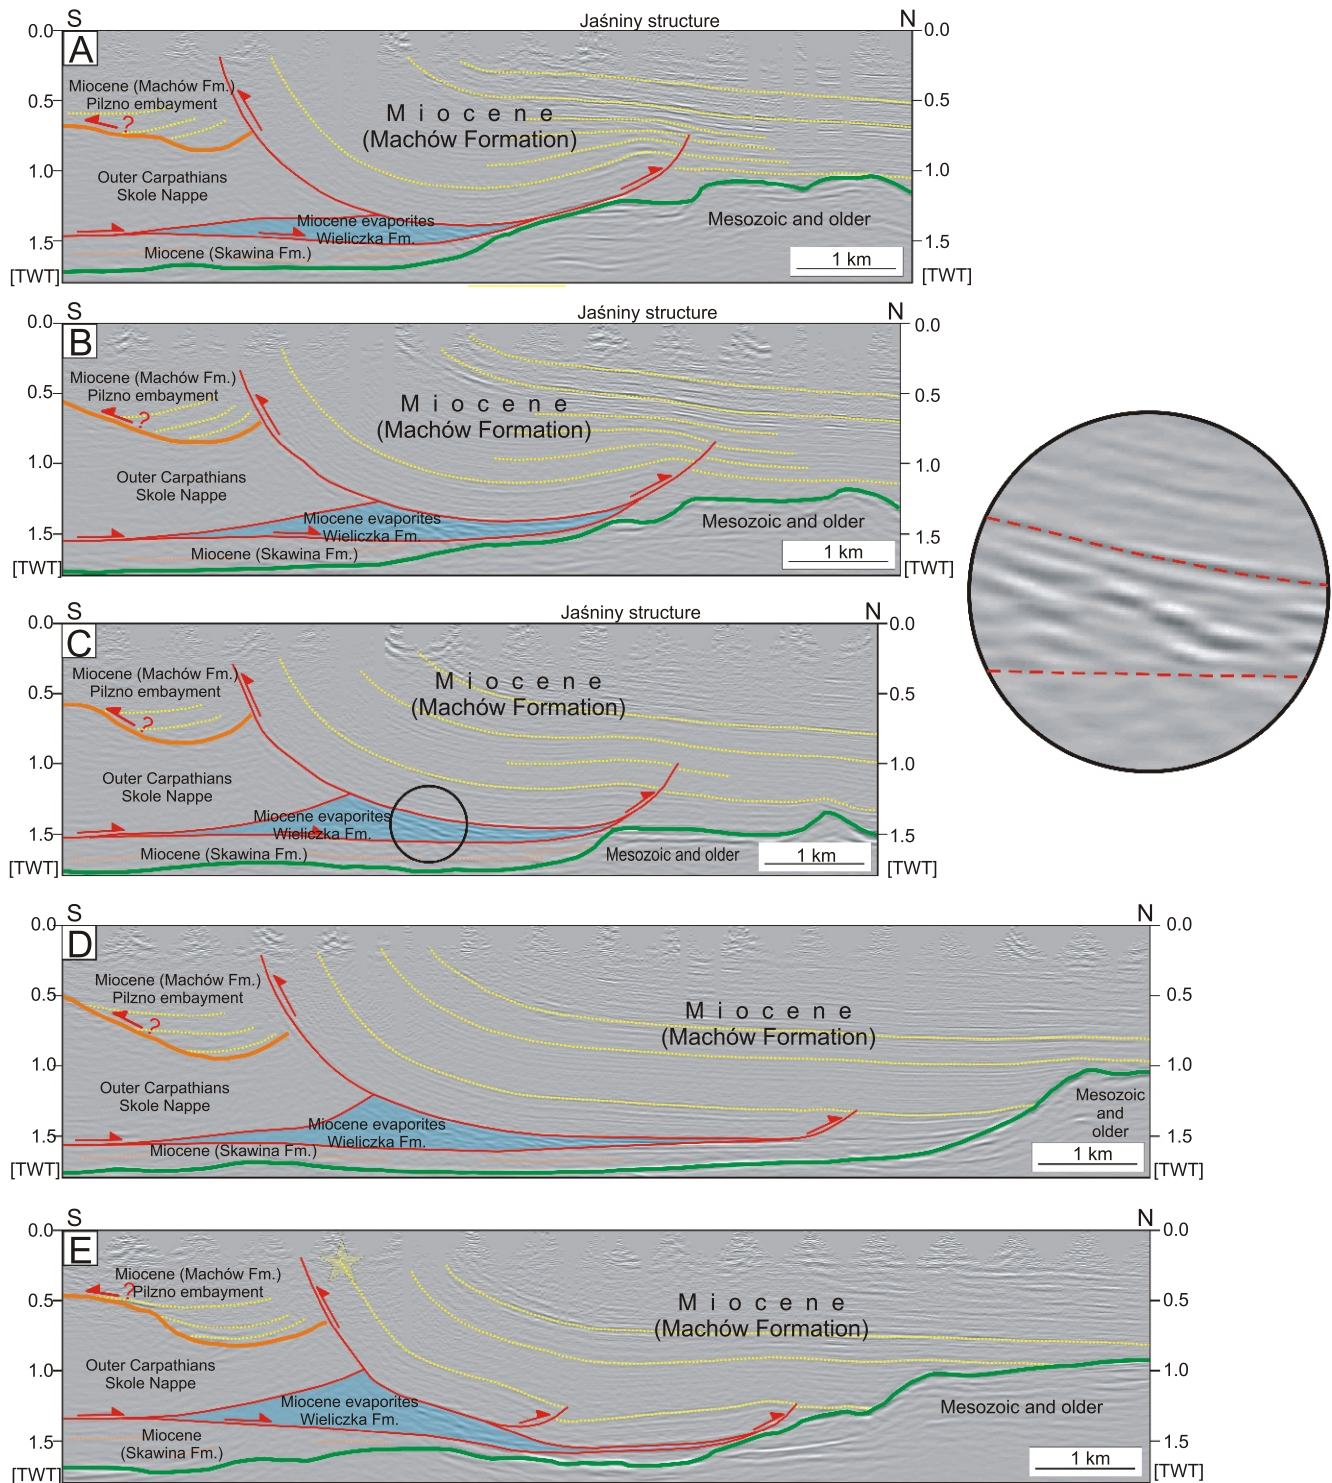 Jaśniny structure
S
N
0.0
0.0
A
Miocene (Machów Fm.)
Pilzno embayment
0.5
0.5
?
Miocene
(Machów Formation)
1.0
1.0
Outer Carpathians
Skole Nappe
Miocene evaporites
Wieliczka Fm.
Mesozoic and older
1.5
1.5
Miocene (Skawina Fm.)
1 km
[TWT]
[TWT]
Jaśniny structure
S
N
0.0
0.0
B
Miocene (Machów Fm.)
Pilzno embayment
0.5
0.5
?
Miocene
(Machów Formation)
1.0
1.0
Outer Carpathians
Skole Nappe
Miocene evaporites
Wieliczka Fm.
Mesozoic and older
1.5
1.5
Miocene (Skawina Fm.)
1 km
[TWT]
[TWT]
Jaśniny structure
S
N
0.0
0.0
C
Miocene (Machów Fm.)
Pilzno embayment
0.5
0.5
?
Miocene
(Machów Formation)
1.0
1.0
Outer Carpathians
Skole Nappe
Miocene evaporites
Wieliczka Fm.
1.5
1.5
Miocene (Skawina Fm.)
Mesozoic and older
1 km
[TWT]
[TWT]
S
N
0.0
0.0
D
Miocene (Machów Fm.)
Pilzno embayment
0.5
0.5
?
Miocene
(Machów Formation)
1.0
1.0
Outer Carpathians
Skole Nappe
Mesozoic
and
older
Miocene evaporites
Wieliczka Fm.
1.5
1.5
Miocene (Skawina Fm.)
1 km
[TWT]
[TWT]
S
N
0.0
0.0
E
Miocene (Machów Fm.)
?
Pilzno embayment
0.5
0.5
Miocene
(Machów Formation)
1.0
1.0
Outer Carpathians
Skole Nappe
Miocene evaporites
Wieliczka Fm.
Mesozoic and older
1.5
1.5
Miocene
(Skawina Fm.)
1 km
[TWT]
[TWT]